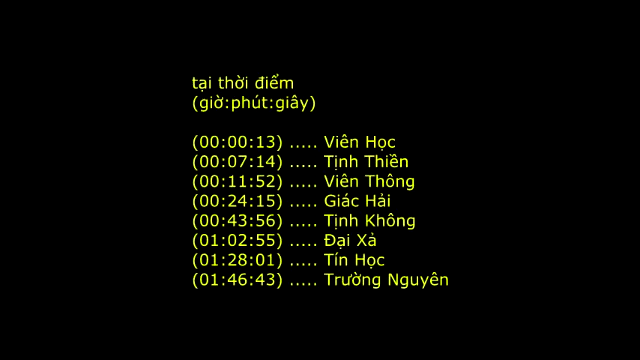 tại thời điểm
(giờ:phút:giây)
(00:00:13) ..... Viên Học
(00:07:14) ..... Tịnh Thiền
(00:11:52) ..... Viên Thông
(00:24:15) ..... Giác Hải
(00:43:56) ..... Tịnh Không
(01:02:55) ..... Đại Xả
(01:28:01) ..... Tín Học
(01:46:43) ..... Trường Nguyên